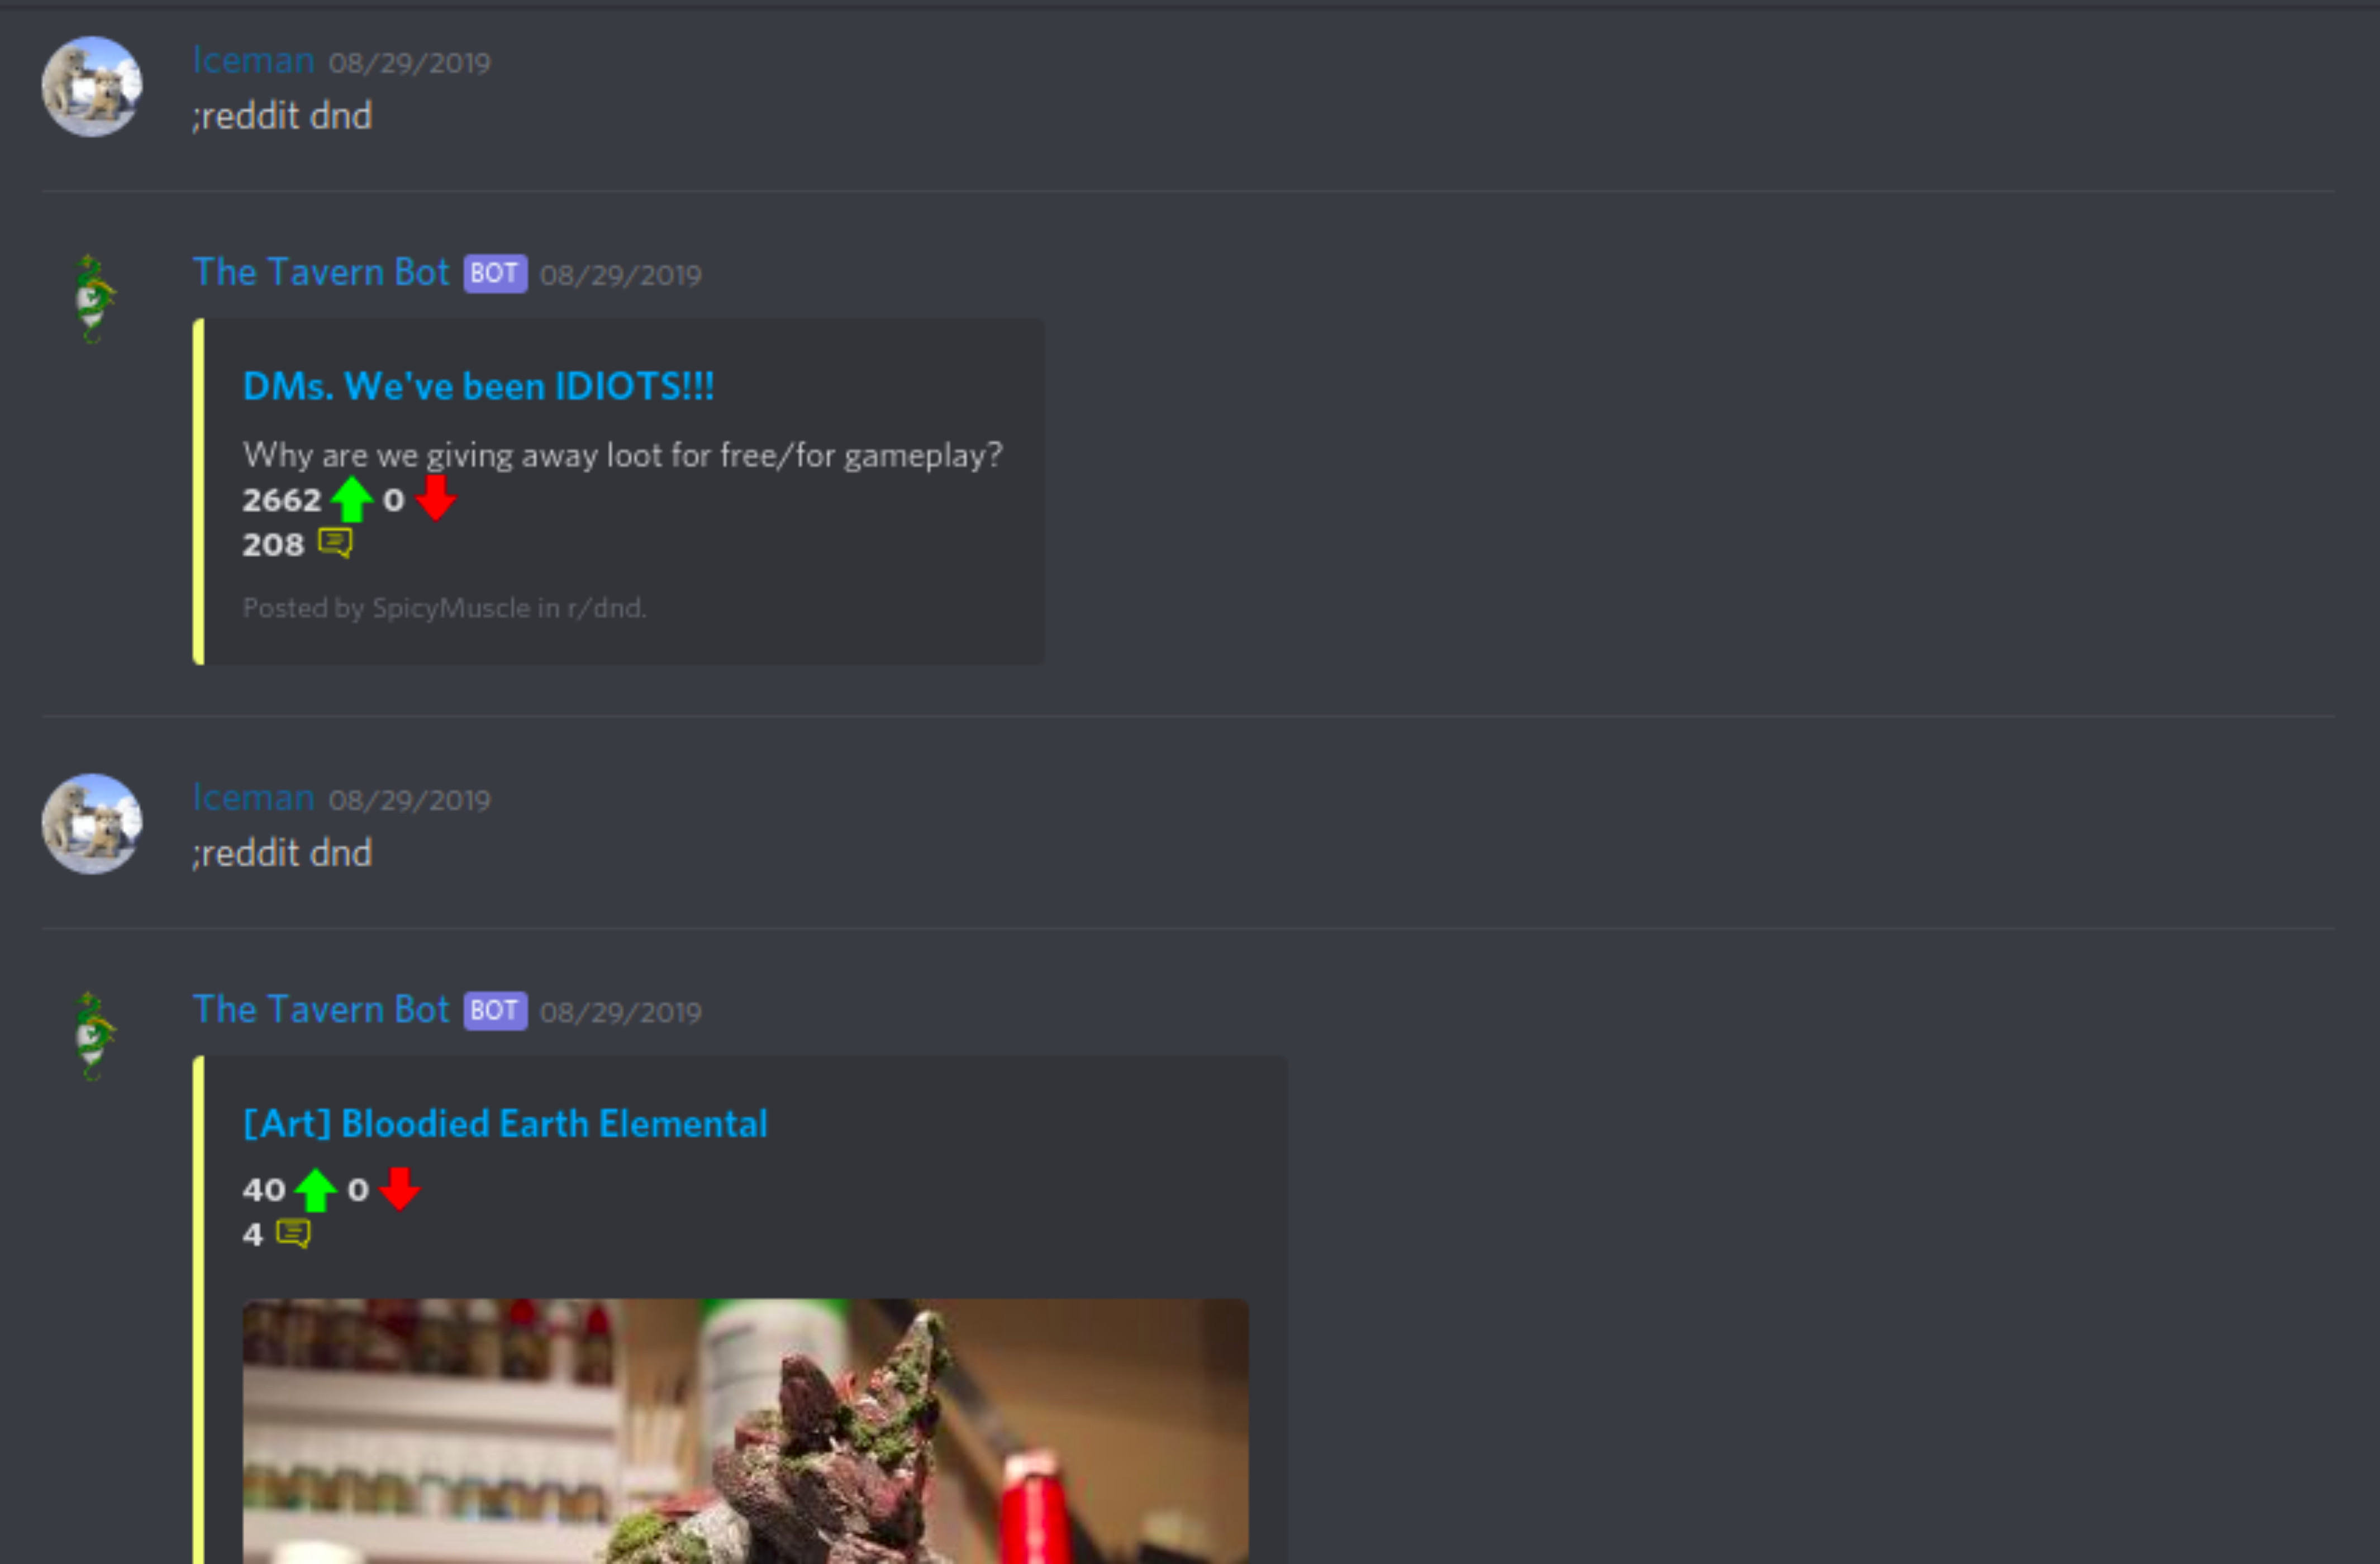 Iceman 08/29/2019
;reddit dnd
The Tavern Bot BOT 08/29/2019
DMs. We've been IDIOTS!!!
Why are we giving away loot for free/for gameplay?
2662 0
208
Posted by SpicyMuscle in r/dnd.
Iceman 08/29/2019
;reddit dnd
The Tavern Bot BOT 08/29/2019
[Art] Bloodied Earth Elemental
40 0
4